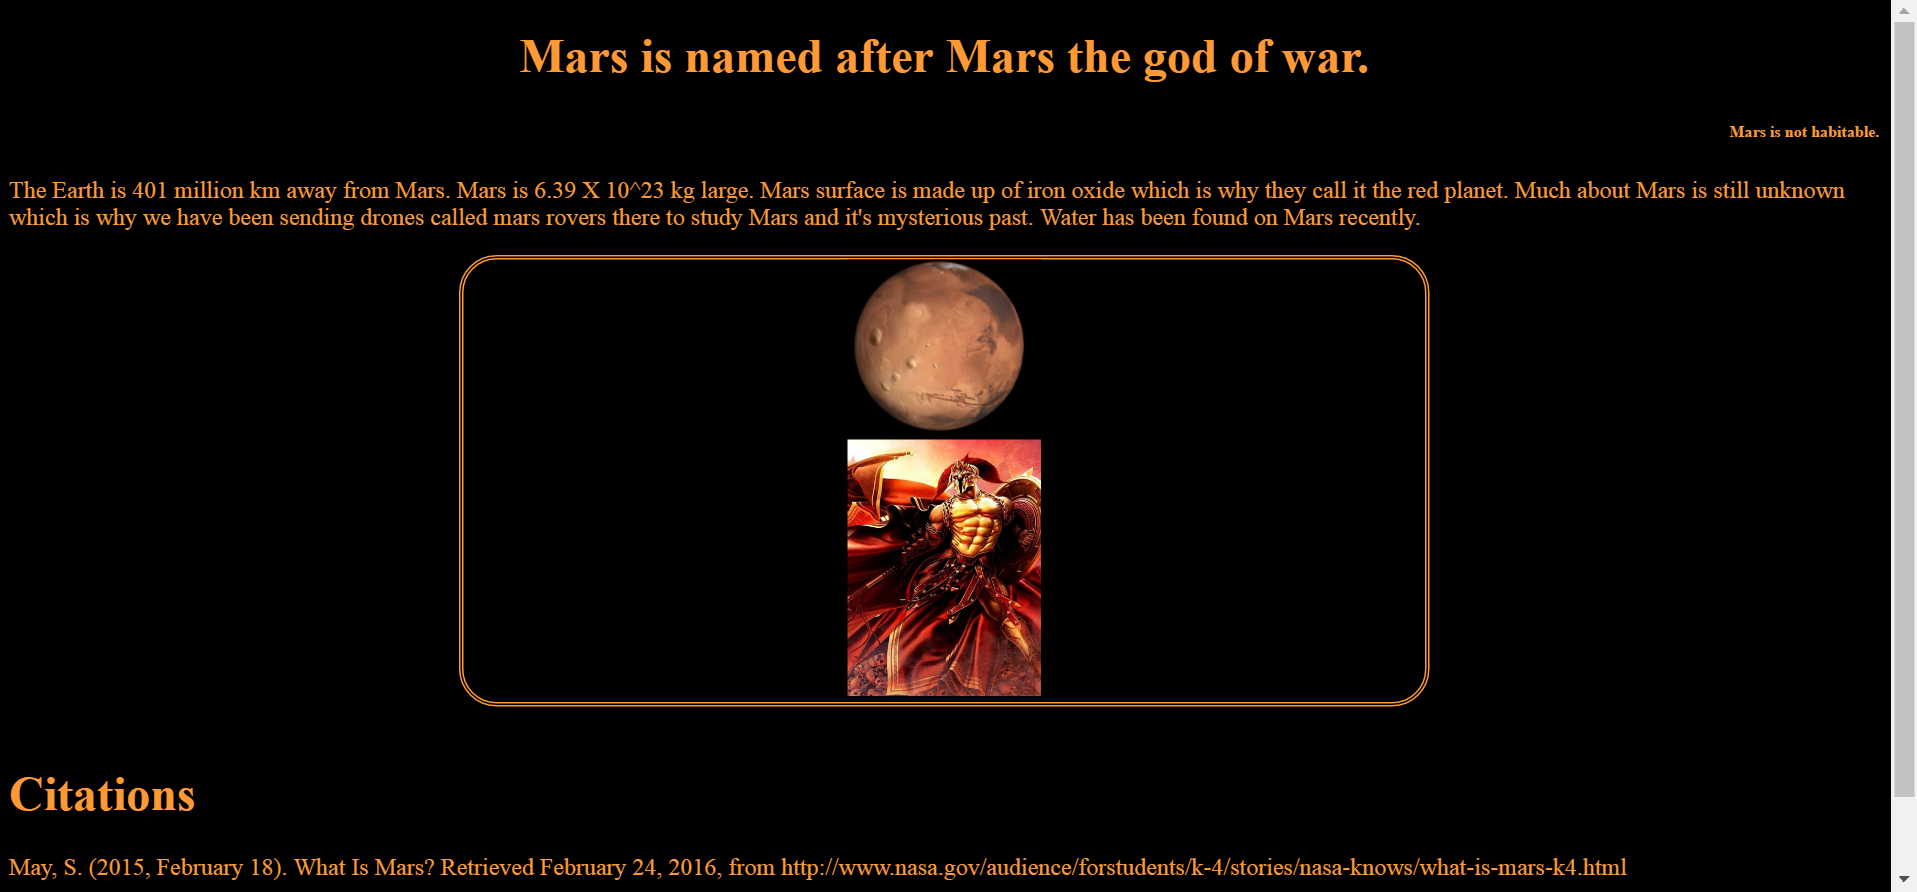 Mars is named after Mars the god of war.
Mars is not habitable.
The Earth is 401 million km away from Mars. Mars is 6.39 X 10^23 kg large. Mars surface is made up of iron oxide which is why they call it the red planet. Much about Mars is still unknown
which is why we have been sending drones called mars rovers there to study Mars and it's mysterious past. Water has been found on Mars recently.
Citations
May, S. (2015, February 18). What Is Mars? Retrieved February 24, 2016, from http://www.nasa.gov/audience/forstudents/k-4/stories/nasa-knows/what-is-mars-k4.html